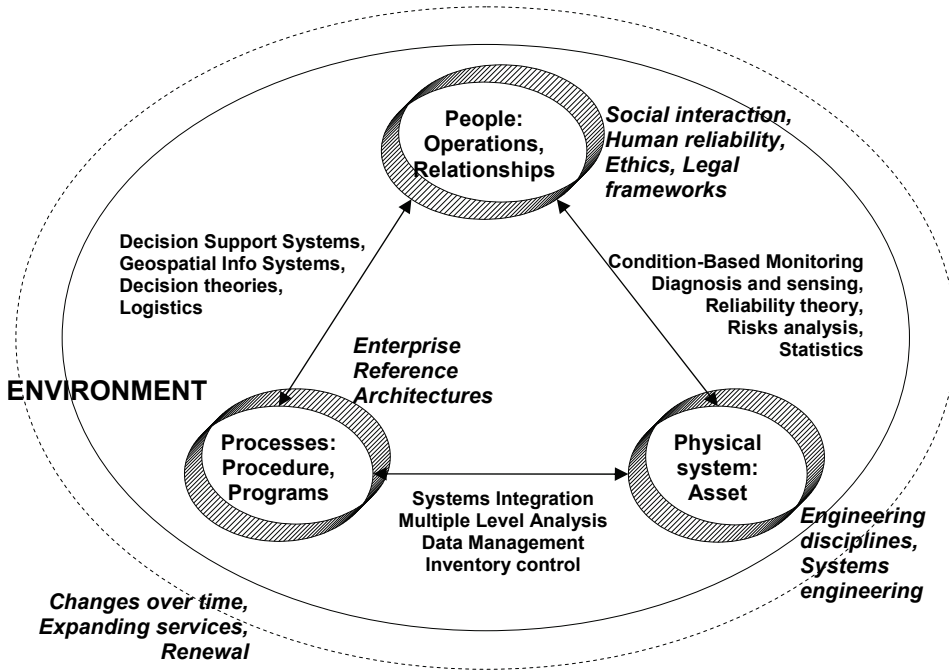 People:
Operations,
Relationships
Social interaction,
Human reliability,
Ethics, Legal
frameworks
Decision Support Systems,
Geospatial Info Systems,
Decision theories,
Logistics
Condition-Based Monitoring
Diagnosis and sensing,
Reliability theory,
Risks analysis,
Statistics
Enterprise
Reference
Architectures
ENVIRONMENT
Processes:
Procedure,
Programs
Physical
system:
Asset
Systems Integration
Multiple Level Analysis
Data Management
Inventory control
Engineering
disciplines,
Systems
engineering
Changes over time,
Expanding services,
Renewal